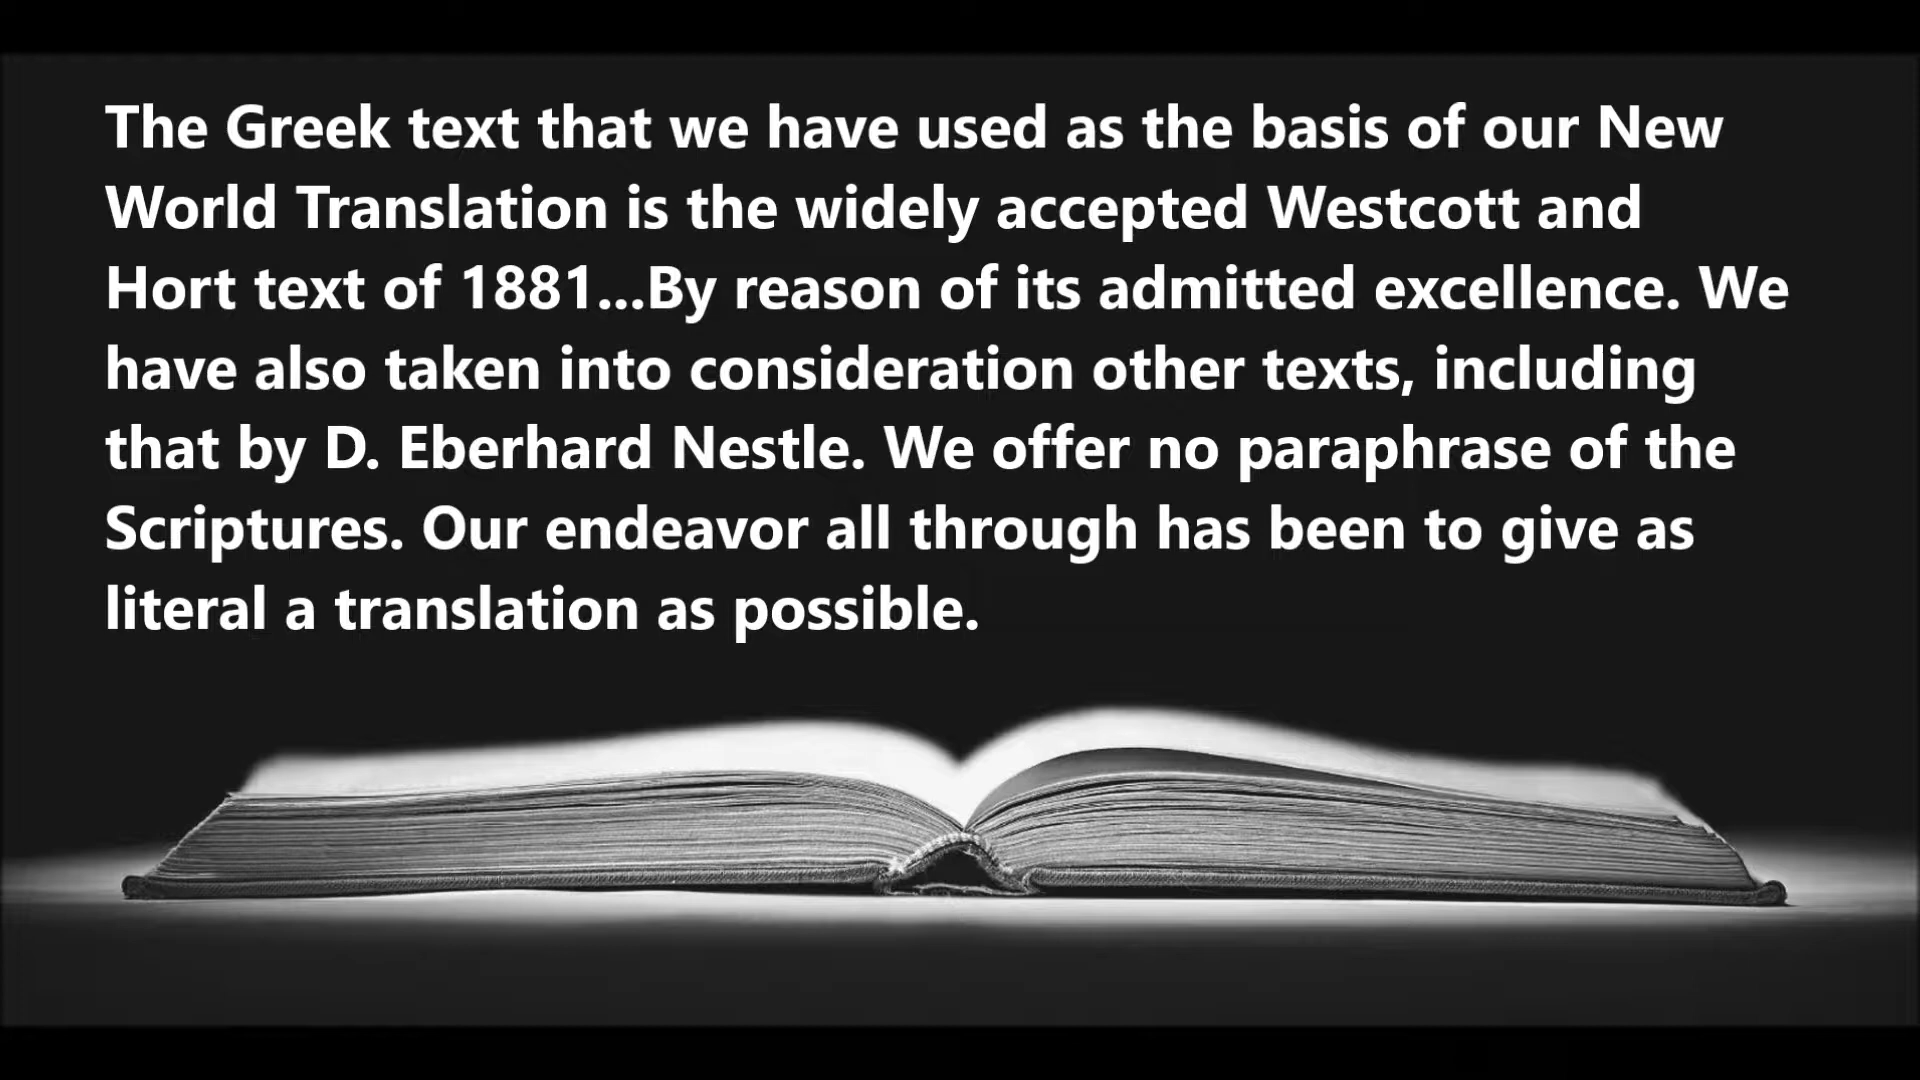 The Greek text that we have used as the basis of our New
World Translation is the widely accepted Westcott and
Hort text of 1881...By reason of its admitted excellence. We
have also taken into consideration other texts, including
that by D. Eberhard Nestle. We offer no paraphrase of the
Scriptures. Our endeavor all through has been to give as
literal a translation as possible.